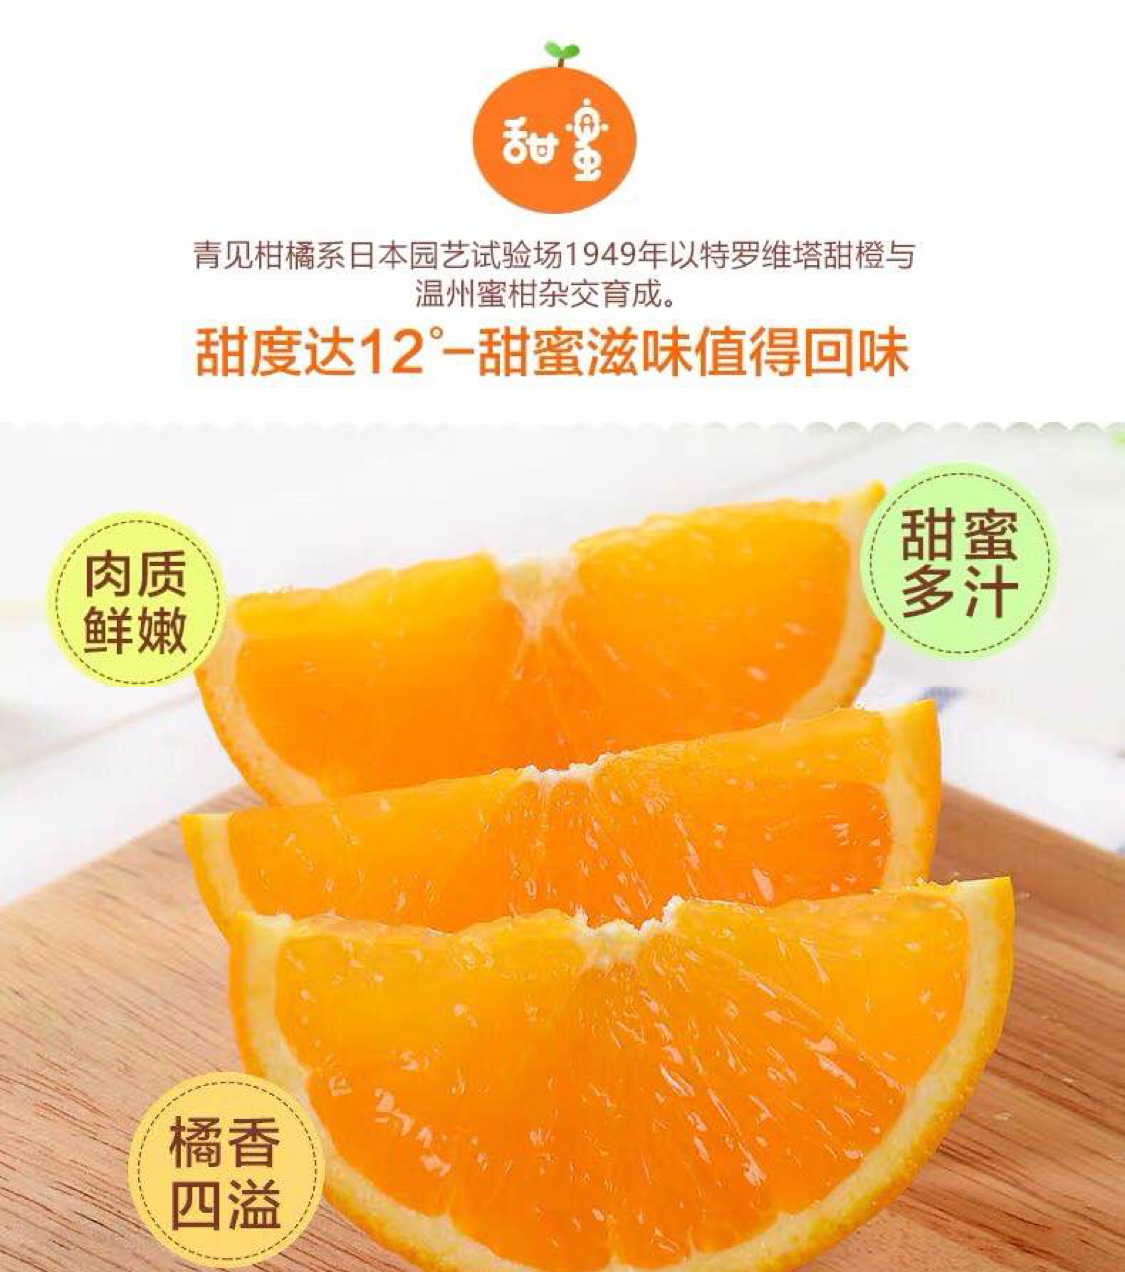 甜蜜
青见柑橘系日本园艺试验场1949年以特罗维塔甜橙与
温州蜜柑杂交育成。
甜度达12°-甜蜜滋味值得回味
甜蜜
多汁
肉质
鲜嫩
橘香
四溢